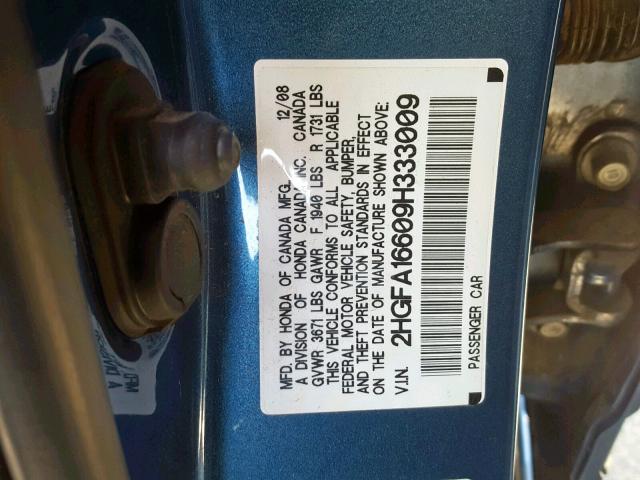 MFD. BY HONDA OF CANADA MFG., 12/08
A DIVISION OF HONDA CANADA INC. CANADA
GVWR 3671 LBS GAWR F 1940 LBS R 1731 LBS
THIS VEHICLE CONFORMS TO ALL APPLICABLE
FEDERAL MOTOR VEHICLE SAFETY, BUMPER,
AND THEFT PREVENTION STANDARDS IN EFFECT
ON THE DATE OF MANUFACTURE SHOWN ABOVE:
V.I.N. 2HGFA16609H333009
PASSENGER CAR